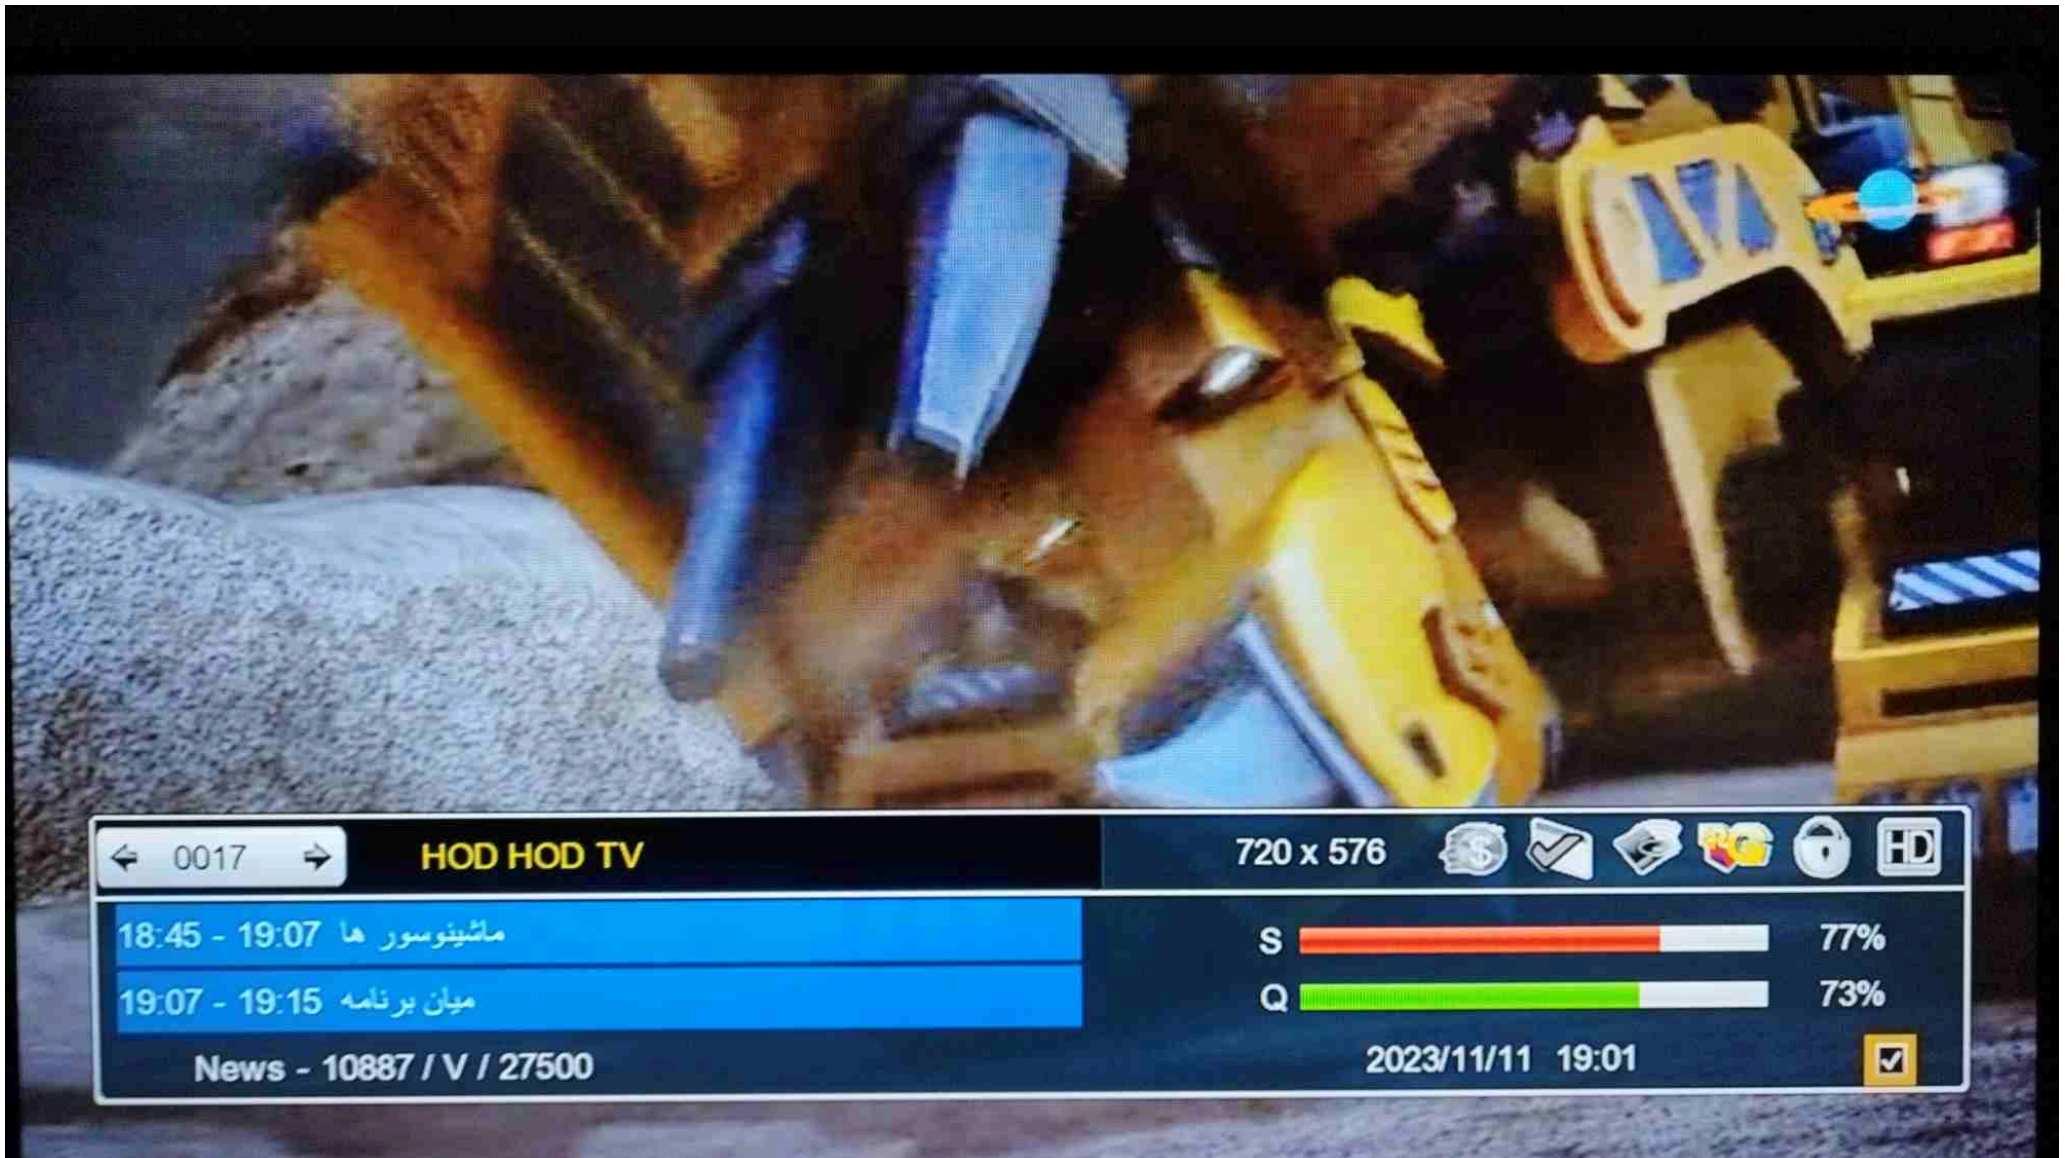 0017 HOD HOD TV 720 x 576 HD
18:45 - 19:07 ماشینوسور ها
S 77%
19:07 - 19:15 میان برنامه
Q 73%
News - 10887 / V / 27500 2023/11/11 19:01